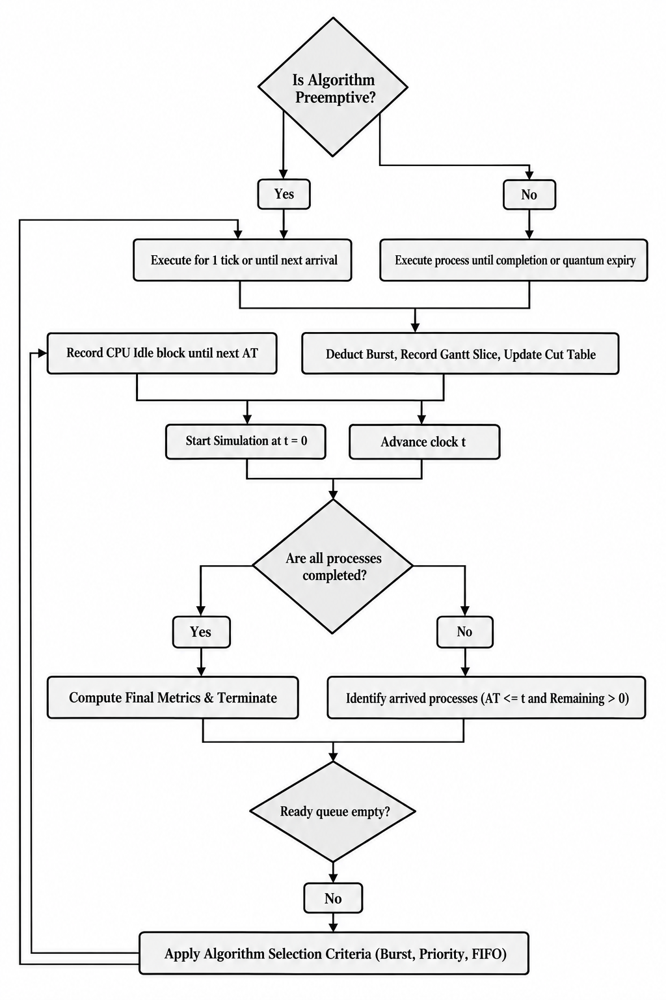 Is Algorithm
Preemptive?
Yes
No
Execute for 1 tick or until next arrival
Execute process until completion or quantum expiry
Record CPU Idle block until next AT
Deduct Burst, Record Gantt Slice, Update Cut Table
Start Simulation at t = 0
Advance clock t
Are all processes
completed?
Yes
No
Compute Final Metrics & Terminate
Identify arrived processes (AT <= t and Remaining > 0)
Ready queue empty?
No
Apply Algorithm Selection Criteria (Burst, Priority, FIFO)